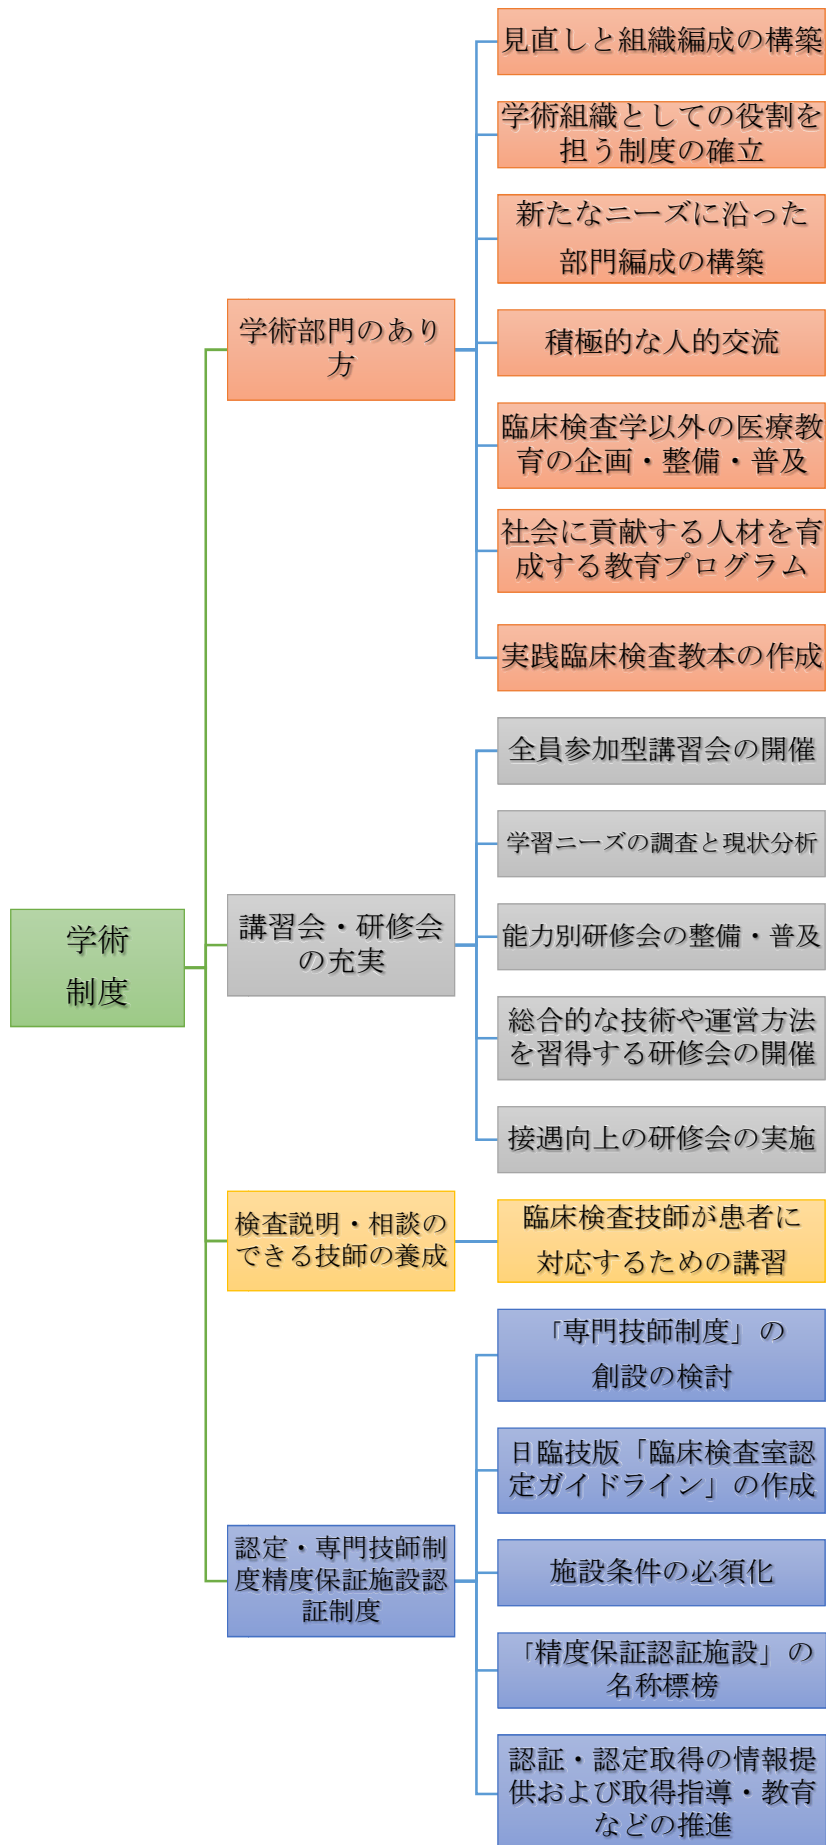 学術
制度
学術部門のあり
方
見直しと組織編成の構築
学術組織としての役割を
担う制度の確立
新たなニーズに沿った
部門編成の構築
積極的な人的交流
臨床検査学以外の医療教
育の企画・整備・普及
社会に貢献する人材を育
成する教育プログラム
実践臨床検査教本の作成
講習会・研修会
の充実
全員参加型講習会の開催
学習ニーズの調査と現状分析
能力別研修会の整備・普及
総合的な技術や運営方法
を習得する研修会の開催
接遇向上の研修会の実施
検査説明・相談の
できる技師の養成
臨床検査技師が患者に
対応するための講習
認定・専門技師制
度精度保証施設認
証制度
「専門技師制度」の
創設の検討
日臨技版「臨床検査室認
定ガイドライン」の作成
施設条件の必須化
「精度保証認証施設」の
名称標榜
認証・認定取得の情報提
供および取得指導・教育
などの推進